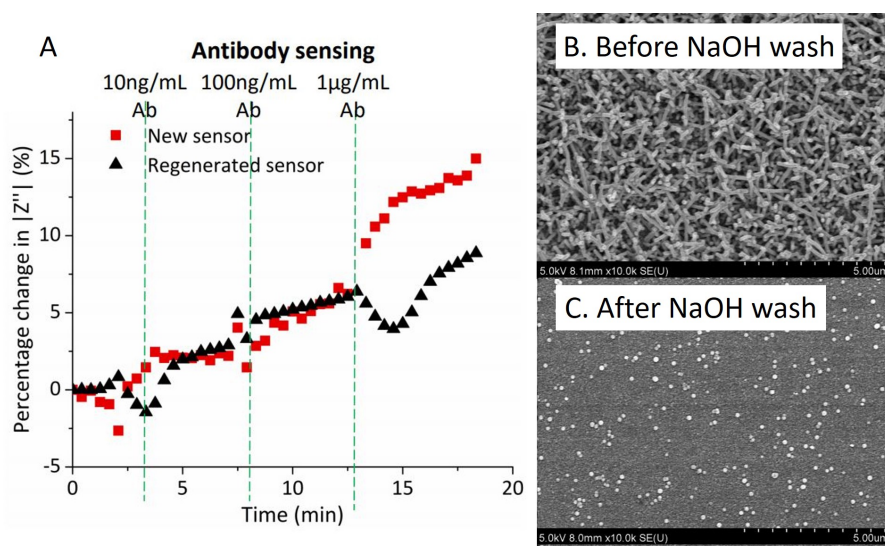 A
Antibody sensing
10ng/mL 100ng/mL 1µg/mL
Ab Ab Ab
New sensor
Regenerated sensor
Percentage change in |Z"| (%)
15
10
5
0
-5
0 5 10 15 20
Time (min)
B. Before NaOH wash
5.0kV 8.1mm x10.0k SE(U) 5.00um
C. After NaOH wash
5.0kV 8.0mm x10.0k SE(U) 5.00um